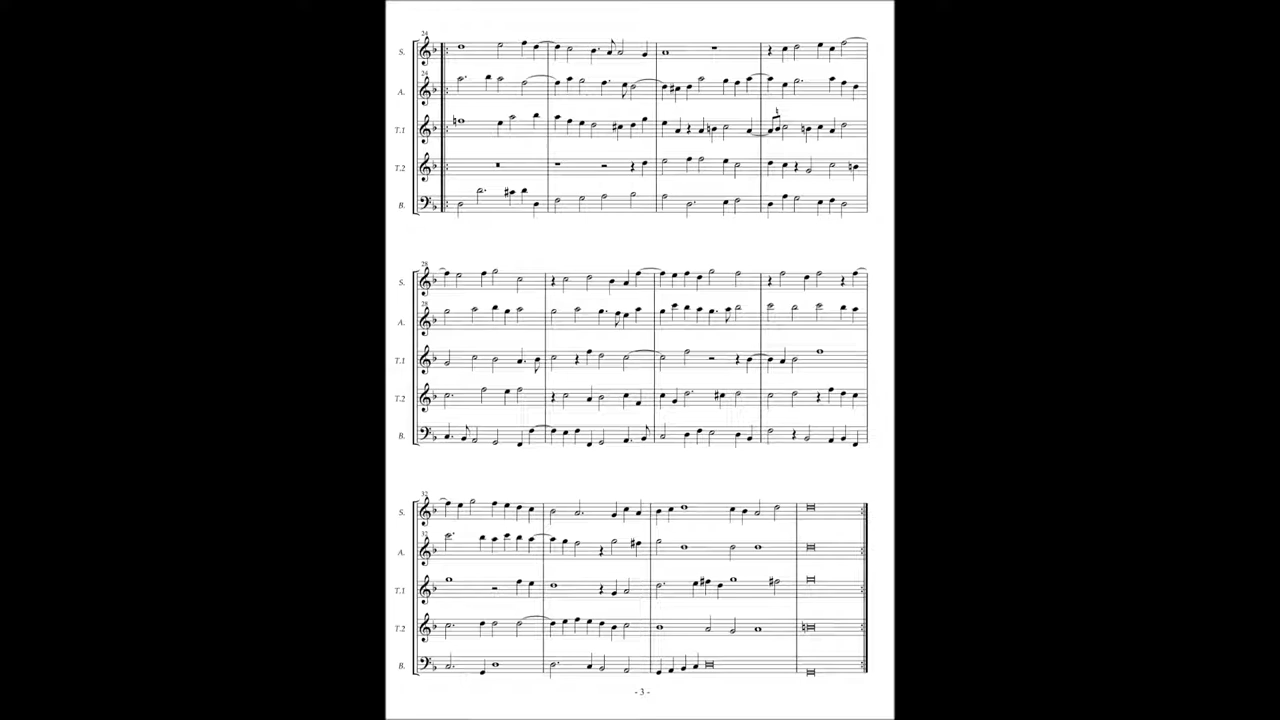 24
S.
24
A.
T.1
T.2
B.
28
S.
28
A.
T.1
T.2
B.
32
S.
32
A.
T.1
T.2
B.
- 3 -